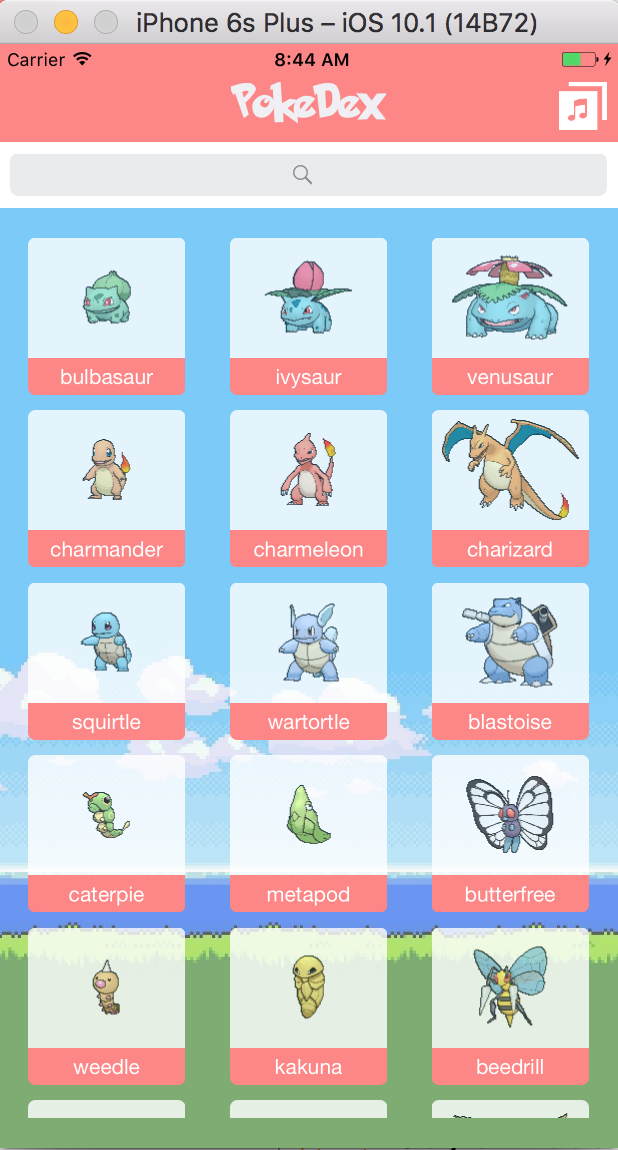 iPhone 6s Plus – iOS 10.1 (14B72)
Carrier 8:44 AM
PokeDex
bulbasaur ivysaur venusaur
charmander charmeleon charizard
squirtle wartortle blastoise
caterpie metapod butterfree
weedle kakuna beedrill